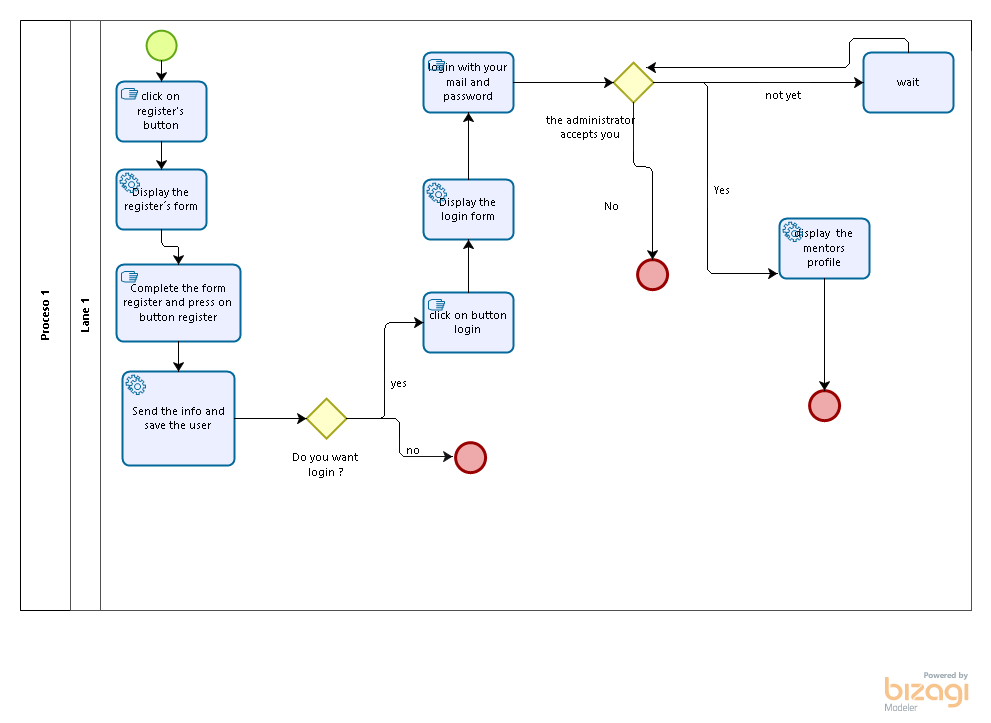 Proceso 1
Lane 1
click on
register's
button
Display the
register's form
Complete the form
register and press on
button register
Send the info and
save the user
Do you want
login ?
yes
no
click on button
login
Display the
login form
login with your
mail and
password
the administrator
accepts you
No
Yes
not yet
wait
display the
mentors
profile
Powered by
bizagi
Modeler